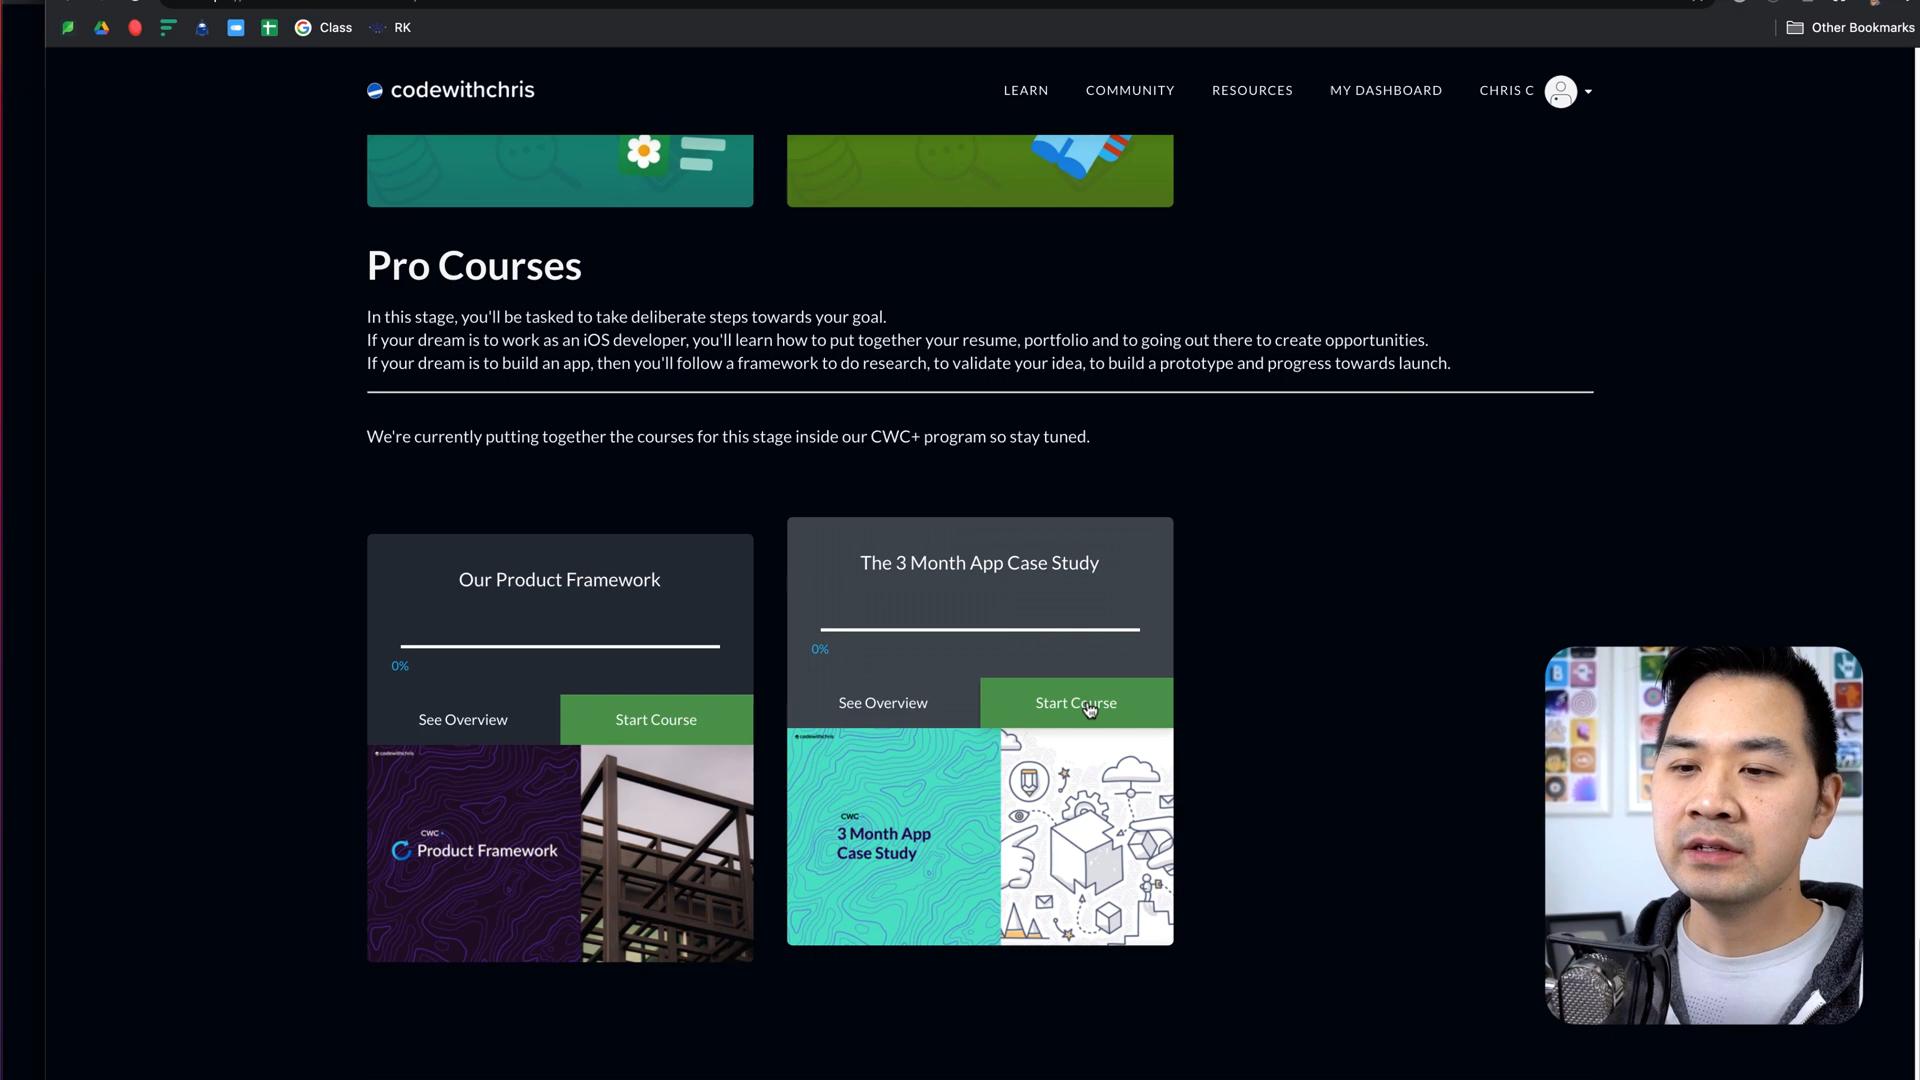 Class
RK
Other Bookmarks
codewithchris
LEARN
COMMUNITY
RESOURCES
MY DASHBOARD
CHRIS C
Pro Courses
In this stage, you'll be tasked to take deliberate steps towards your goal.
If your dream is to work as an iOS developer, you'll learn how to put together your resume, portfolio and to going out there to create opportunities.
If your dream is to build an app, then you'll follow a framework to do research, to validate your idea, to build a prototype and progress towards launch.
We're currently putting together the courses for this stage inside our CWC+ program so stay tuned.
Our Product Framework
0%
See Overview
Start Course
codewithchris
CWC+
Product Framework
The 3 Month App Case Study
0%
See Overview
Start Course
codewithchris
CWC
3 Month App
Case Study